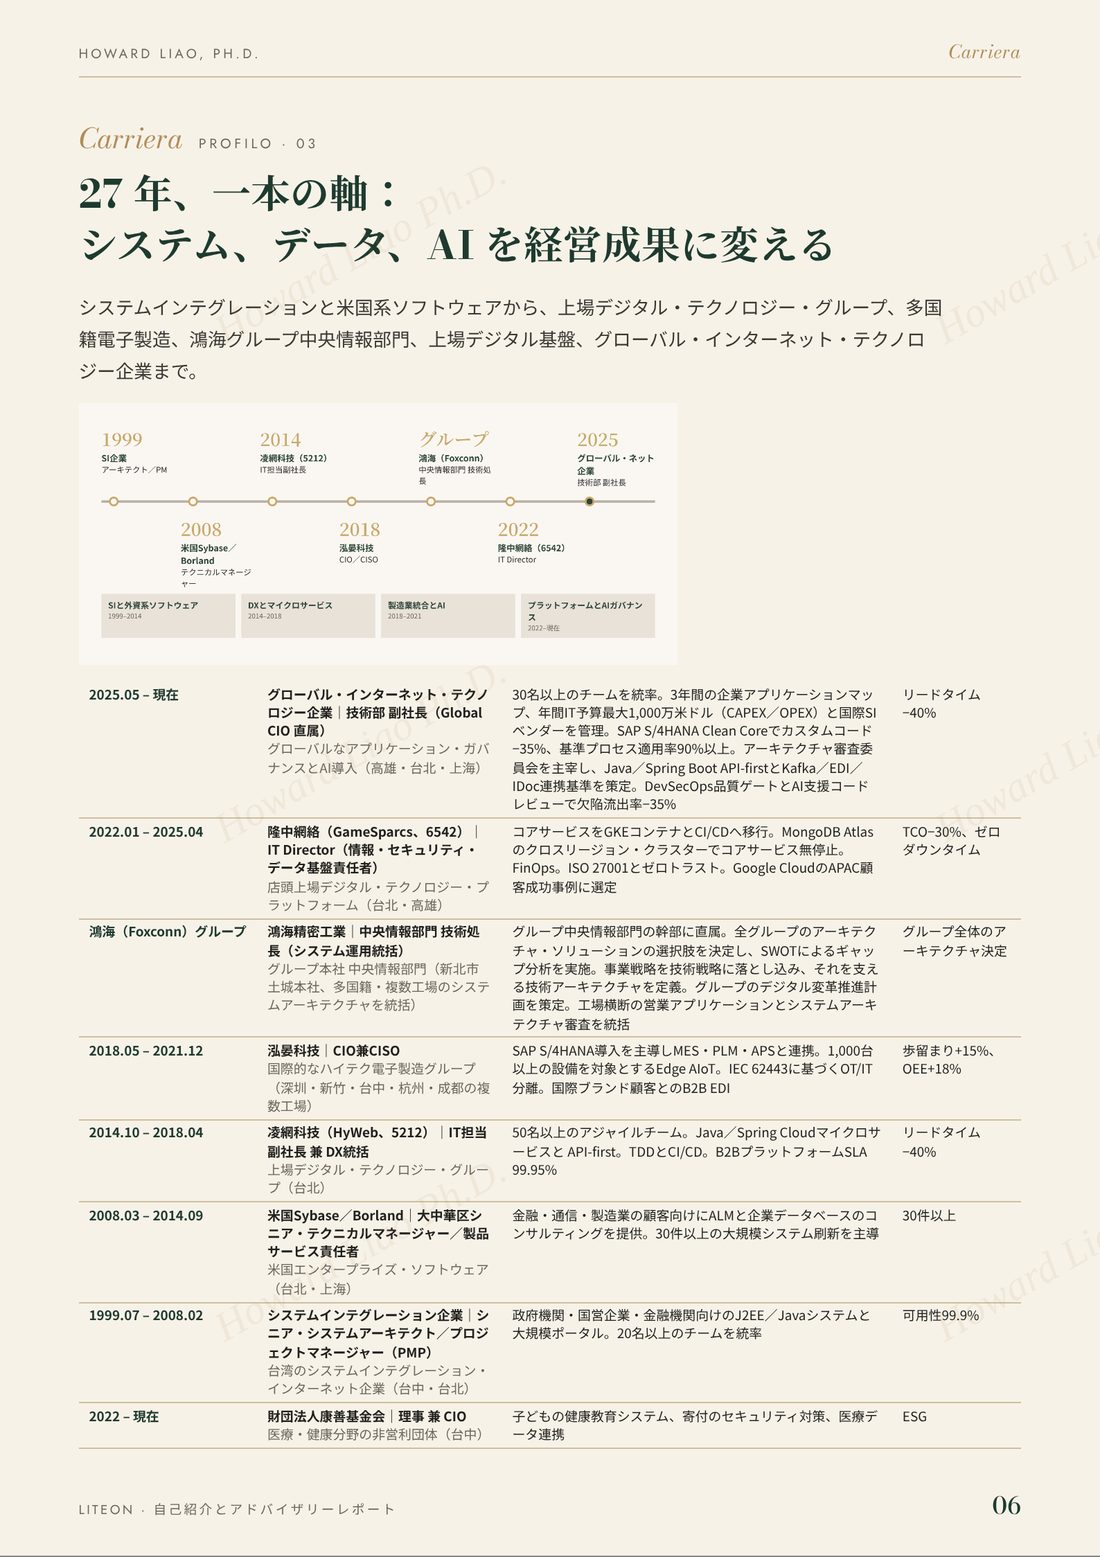 HOWARD LIAO, PH.D.
Carriera
Carriera PROFILO · 03
27 年、一本の軸：
システム、データ、AI を経営成果に変える
システムインテグレーションと米国系ソフトウェアから、上場デジタル・テクノロジー・グループ、多国
籍電子製造、鴻海グループ中央情報部門、上場デジタル基盤、グローバル・インターネット・テクノロ
ジー企業まで。
1999
SI企業
アーキテクト／PM
2014
凌網科技（5212）
IT担当副社長
グループ
鴻海（Foxconn）
中央情報部門 技術処
長
2025
グローバル・ネット
企業
技術部 副社長
2008
米国Sybase／
Borland
テクニカルマネージ
ャー
2018
泓晏科技
CIO／CISO
2022
隆中網絡（6542）
IT Director
SIと外資系ソフトウェア
1999–2014
DXとマイクロサービス
2014–2018
製造業統合とAI
2018–2021
プラットフォームとAIガバナン
ス
2022–現在
2025.05 – 現在
グローバル・インターネット・テクノ
ロジー企業｜技術部 副社長（Global
CIO 直属）
グローバルなアプリケーション・ガバ
ナンスとAI導入（高雄・台北・上海）
30名以上のチームを統率。3年間の企業アプリケーションマッ
プ、年間IT予算最大1,000万米ドル（CAPEX／OPEX）と国際SI
ベンダーを管理。SAP S/4HANA Clean Coreでカスタムコード
−35%、基準プロセス適用率90%以上。アーキテクチャ審査委
員会を主宰し、Java／Spring Boot API-firstとKafka／EDI／
IDoc連携基準を策定。DevSecOps品質ゲートとAI支援コード
レビューで欠陥流出率−35%
リードタイム
−40%
2022.01 – 2025.04
隆中網絡（GameSparcs、6542）｜
IT Director（情報・セキュリティ・
データ基盤責任者）
店頭上場デジタル・テクノロジー・プ
ラットフォーム（台北・高雄）
コアサービスをGKEコンテナとCI/CDへ移行。MongoDB Atlas
のクロスリージョン・クラスターでコアサービス無停止。
FinOps。ISO 27001とゼロトラスト。Google CloudのAPAC顧
客成功事例に選定
TCO−30%、ゼロ
ダウンタイム
鴻海（Foxconn）グループ
鴻海精密工業｜中央情報部門 技術処
長（システム運用統括）
グループ本社 中央情報部門（新北市
土城本社、多国籍・複数工場のシステ
ムアーキテクチャを統括）
グループ中央情報部門の幹部に直属。全グループのアーキテク
チャ・ソリューションの選択肢を決定し、SWOTによるギャッ
プ分析を実施。事業戦略を技術戦略に落とし込み、それを支え
る技術アーキテクチャを定義。グループのデジタル変革推進計
画を策定。工場横断の営業アプリケーションとシステムアーキ
テクチャ審査を統括
グループ全体のア
ーキテクチャ決定
2018.05 – 2021.12
泓晏科技｜CIO兼CISO
国際的なハイテク電子製造グループ
（深圳・新竹・台中・杭州・成都の複
数工場）
SAP S/4HANA導入を主導しMES・PLM・APSと連携。1,000台
以上の設備を対象とするEdge AIoT。IEC 62443に基づくOT/IT
分離。国際ブランド顧客とのB2B EDI
歩留まり+15%、
OEE+18%
2014.10 – 2018.04
凌網科技（HyWeb、5212）｜IT担当
副社長 兼 DX統括
上場デジタル・テクノロジー・グルー
プ（台北）
50名以上のアジャイルチーム。Java／Spring Cloudマイクロサ
ービスと API-first。TDDとCI/CD。B2BプラットフォームSLA
99.95%
リードタイム
−40%
2008.03 – 2014.09
米国Sybase／Borland｜大中華区シ
ニア・テクニカルマネージャー／製品
サービス責任者
米国エンタープライズ・ソフトウェア
（台北・上海）
金融・通信・製造業の顧客向けにALMと企業データベースのコ
ンサルティングを提供。30件以上の大規模システム刷新を主導
30件以上
1999.07 – 2008.02
システムインテグレーション企業｜シ
ニア・システムアーキテクト／プロジ
ェクトマネージャー（PMP）
台湾のシステムインテグレーション・
インターネット企業（台中・台北）
政府機関・国営企業・金融機関向けのJ2EE／Javaシステムと
大規模ポータル。20名以上のチームを統率
可用性99.9%
2022 – 現在
財団法人康善基金会｜理事 兼 CIO
医療・健康分野の非営利団体（台中）
子どもの健康教育システム、寄付のセキュリティ対策、医療デ
ータ連携
ESG
LITEON · 自己紹介とアドバイザリーレポート
06